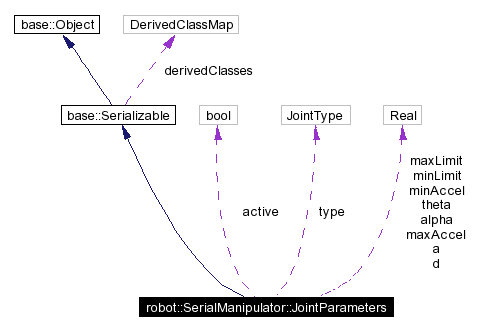 base::Object
DerivedClassMap
derivedClasses
base::Serializable
bool
JointType
Real
maxLimit
minLimit
minAccel
theta
alpha
maxAccel
a
d
active
type
robot::SerialManipulator::JointParameters